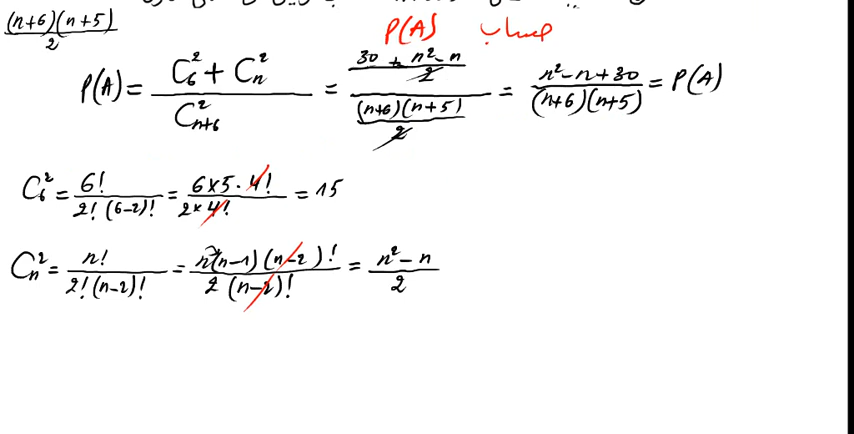 (n+6)(n+5)/2
حساب P(A)
P(A) = (C₆² + Cₙ²)/Cₙ₊₆² = ((30 + n² - n)/2)/((n+6)(n+5)/2) = (n² - n + 30)/((n+6)(n+5)) = P(A)
C₆² = 6!/(2!(6-2)!) = (6×5·4!)/(2×4!) = 15
Cₙ² = n!/(2!(n-2)!) = (n(n-1)(n-2)!)/(2(n-2)!) = (n² - n)/2